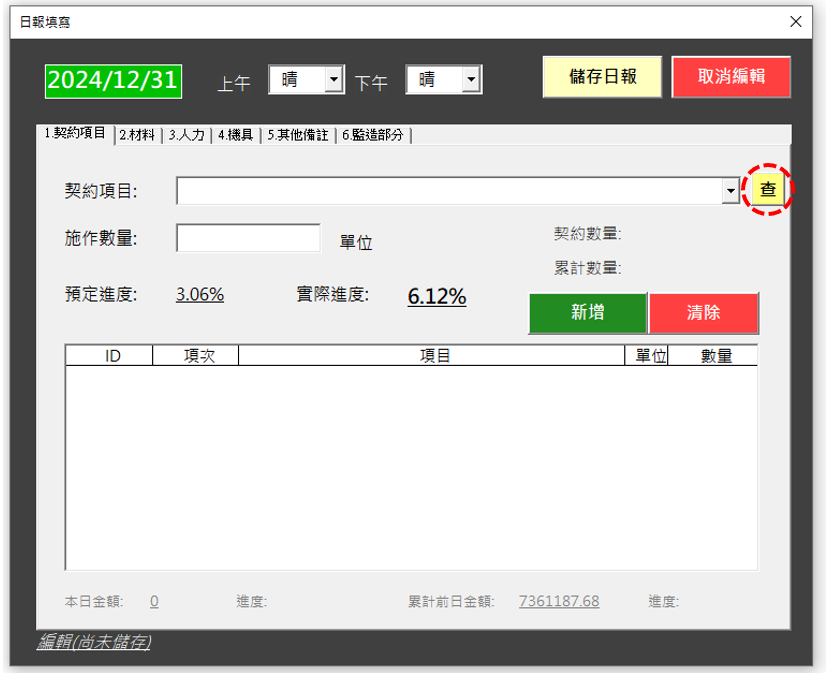 日報填寫
2024/12/31 上午 晴 下午 晴 儲存日報 取消編輯
1.契約項目 2.材料 3.人力 4.機具 5.其他備註 6.監造部分
契約項目: 查
施作數量: 單位 契約數量:
累計數量:
預定進度: 3.06% 實際進度: 6.12%
新增 清除
ID 項次 項目 單位 數量
本日金額: 0 進度: 累計前日金額: 7361187.68 進度:
編輯(尚未儲存)